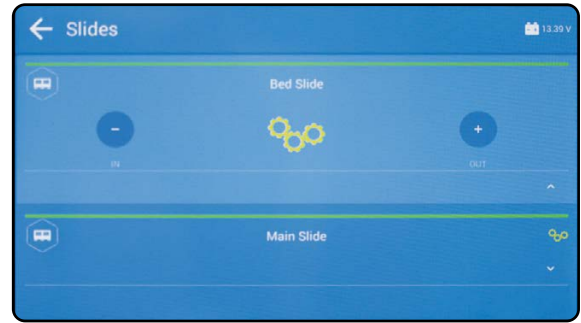 Slides
13.39 V
Bed Slide
-
+
IN
OUT
Main Slide